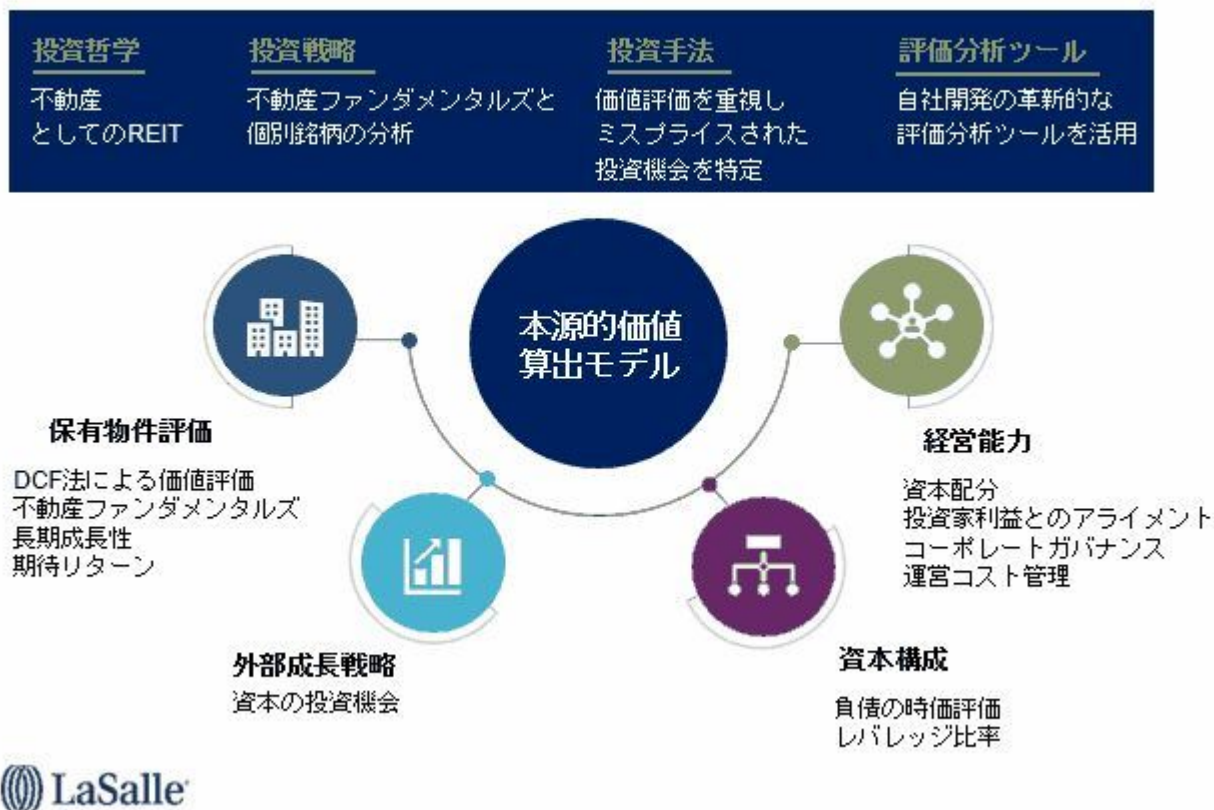 投資哲学
不動産
としてのREIT
投資戦略
不動産ファンダメンタルズと
個別銘柄の分析
投資手法
価値評価を重視し
ミスプライスされた
投資機会を特定
評価分析ツール
自社開発の革新的な
評価分析ツールを活用
本源的価値
算出モデル
保有物件評価
DCF法による価値評価
不動産ファンダメンタルズ
長期成長性
期待リターン
外部成長戦略
資本の投資機会
資本構成
負債の時価評価
レバレッジ比率
経営能力
資本配分
投資家利益とのアライメント
コーポレートガバナンス
運営コスト管理
LaSalle